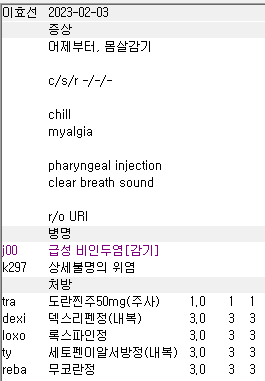 이효선 2023-02-03
증상
어제부터, 몸살감기
c/s/r -/-/-
chill
myalgia
pharyngeal injection
clear breath sound
r/o URI
병명
j00 급성 비인두염[감기]
k297 상세불명의 위염
처방
tra 도란찐주50mg(주사) 1.0 1 1
dexi 덱스리펜정(내복) 3.0 3 3
loxo 록스파인정 3.0 3 3
ty 세토펜이알서방정(내복) 3.0 3 3
reba 무코란정 3.0 3 3